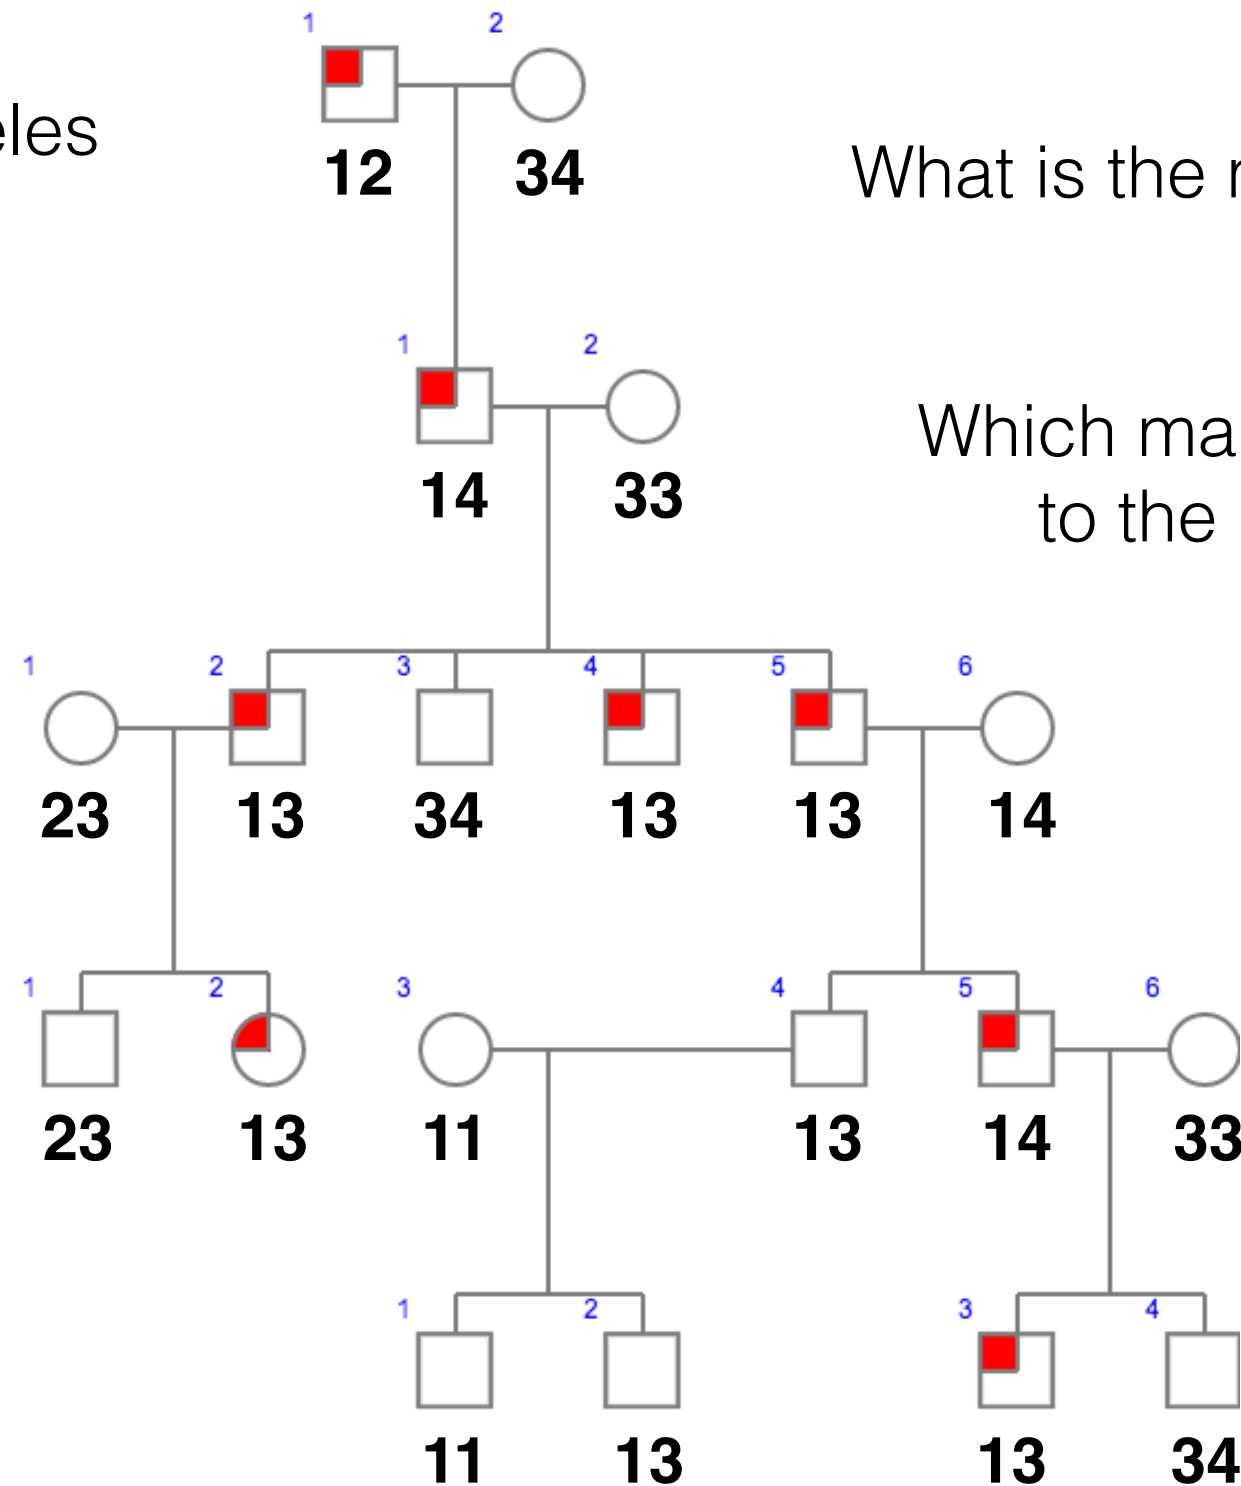 1 2
eles
12 34
What is the
1 2
14 33
Which ma
to the
1 2 3 4 5 6
23 13 34 13 13 14
1 2 3 4 5 6
23 13 11 13 14 33
1 2 3 4
11 13 13 34